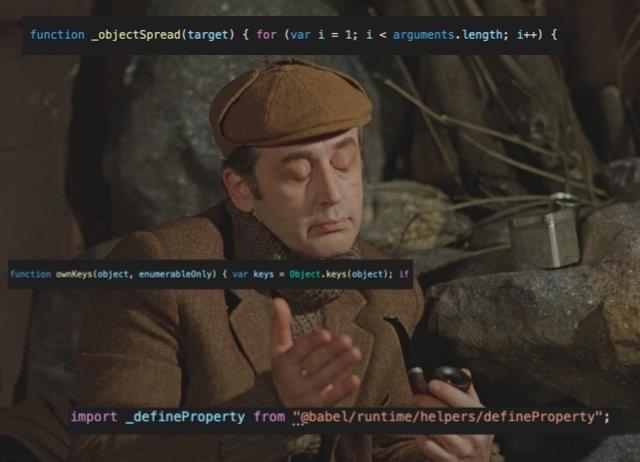 function _objectSpread(target) { for (var i = 1; i < arguments.length; i++) {
function ownKeys(object, enumerableOnly) { var keys = Object.keys(object); if
import _defineProperty from "@babel/runtime/helpers/defineProperty";